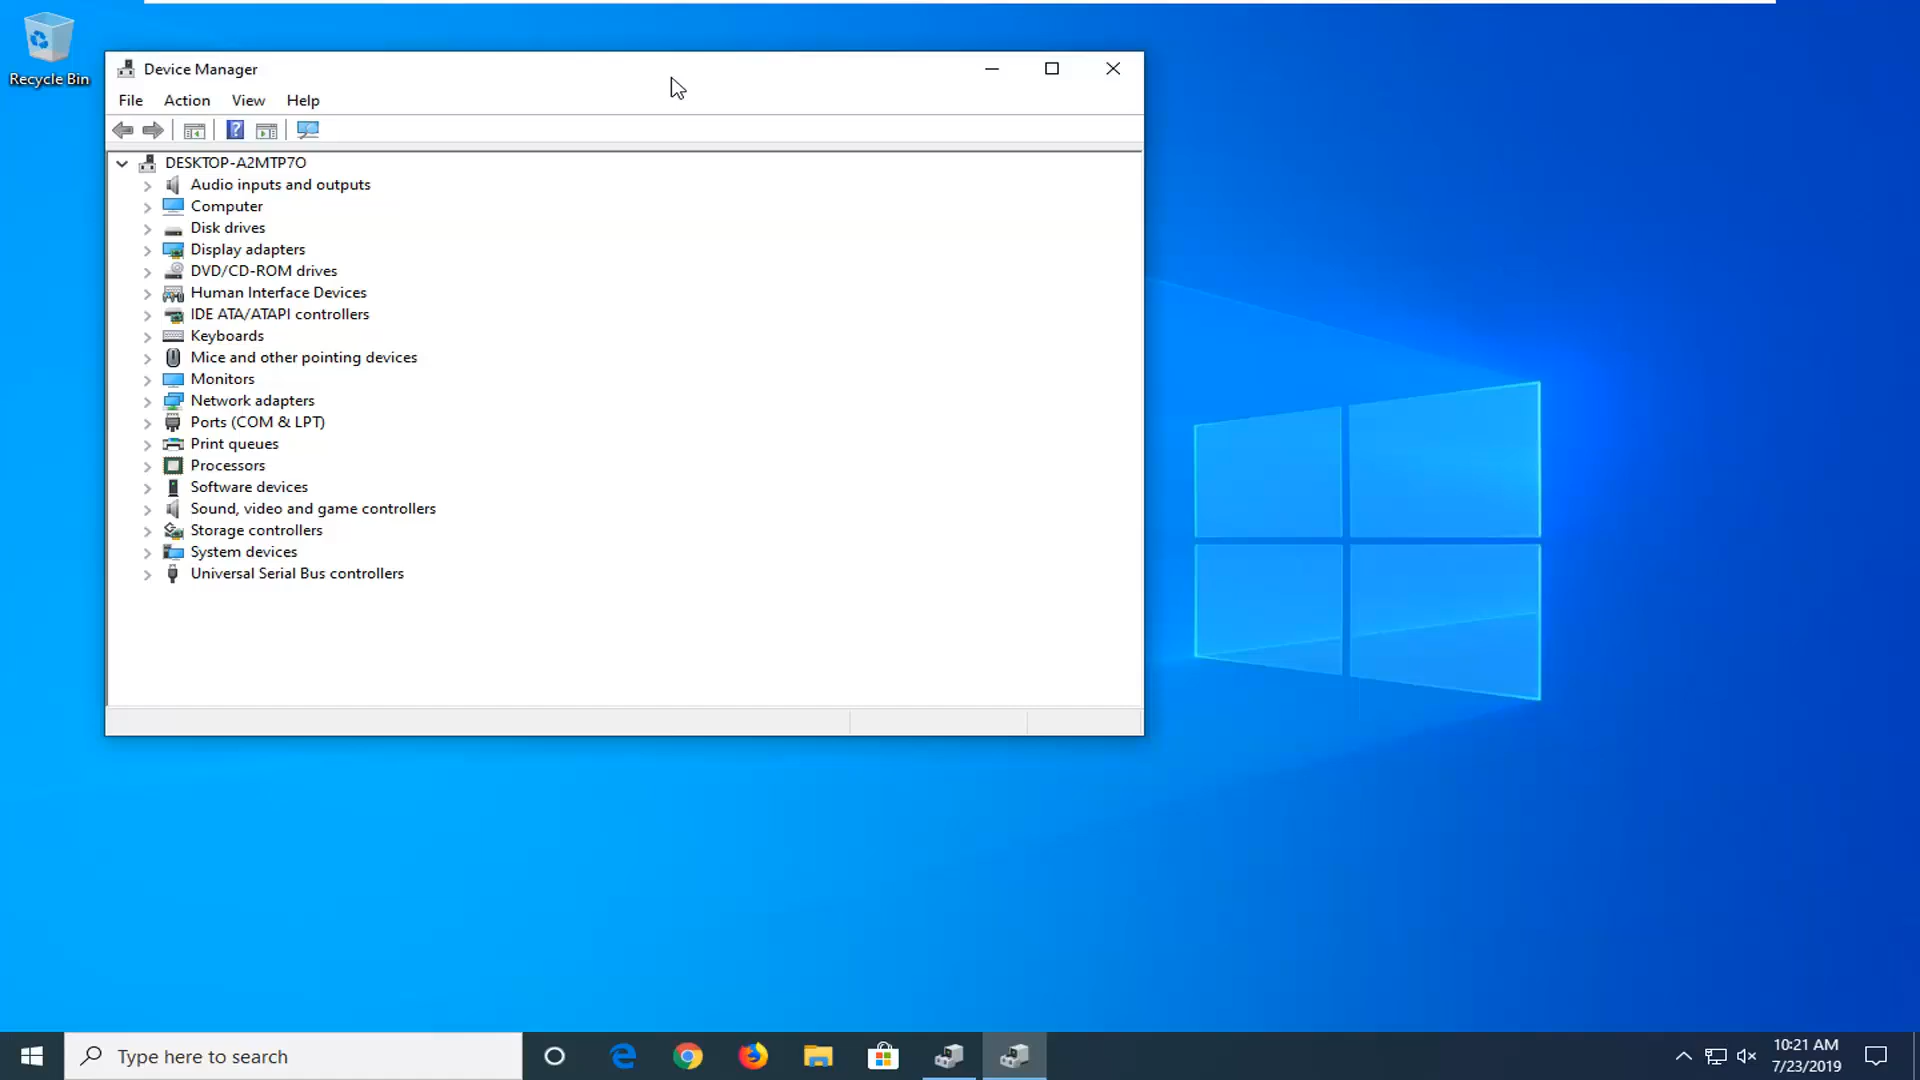 Recycle Bin
Device Manager
File Action View Help
DESKTOP-A2MTP7O
Audio inputs and outputs
Computer
Disk drives
Display adapters
DVD/CD-ROM drives
Human Interface Devices
IDE ATA/ATAPI controllers
Keyboards
Mice and other pointing devices
Monitors
Network adapters
Ports (COM & LPT)
Print queues
Processors
Software devices
Sound, video and game controllers
Storage controllers
System devices
Universal Serial Bus controllers
Type here to search
10:21 AM
7/23/2019